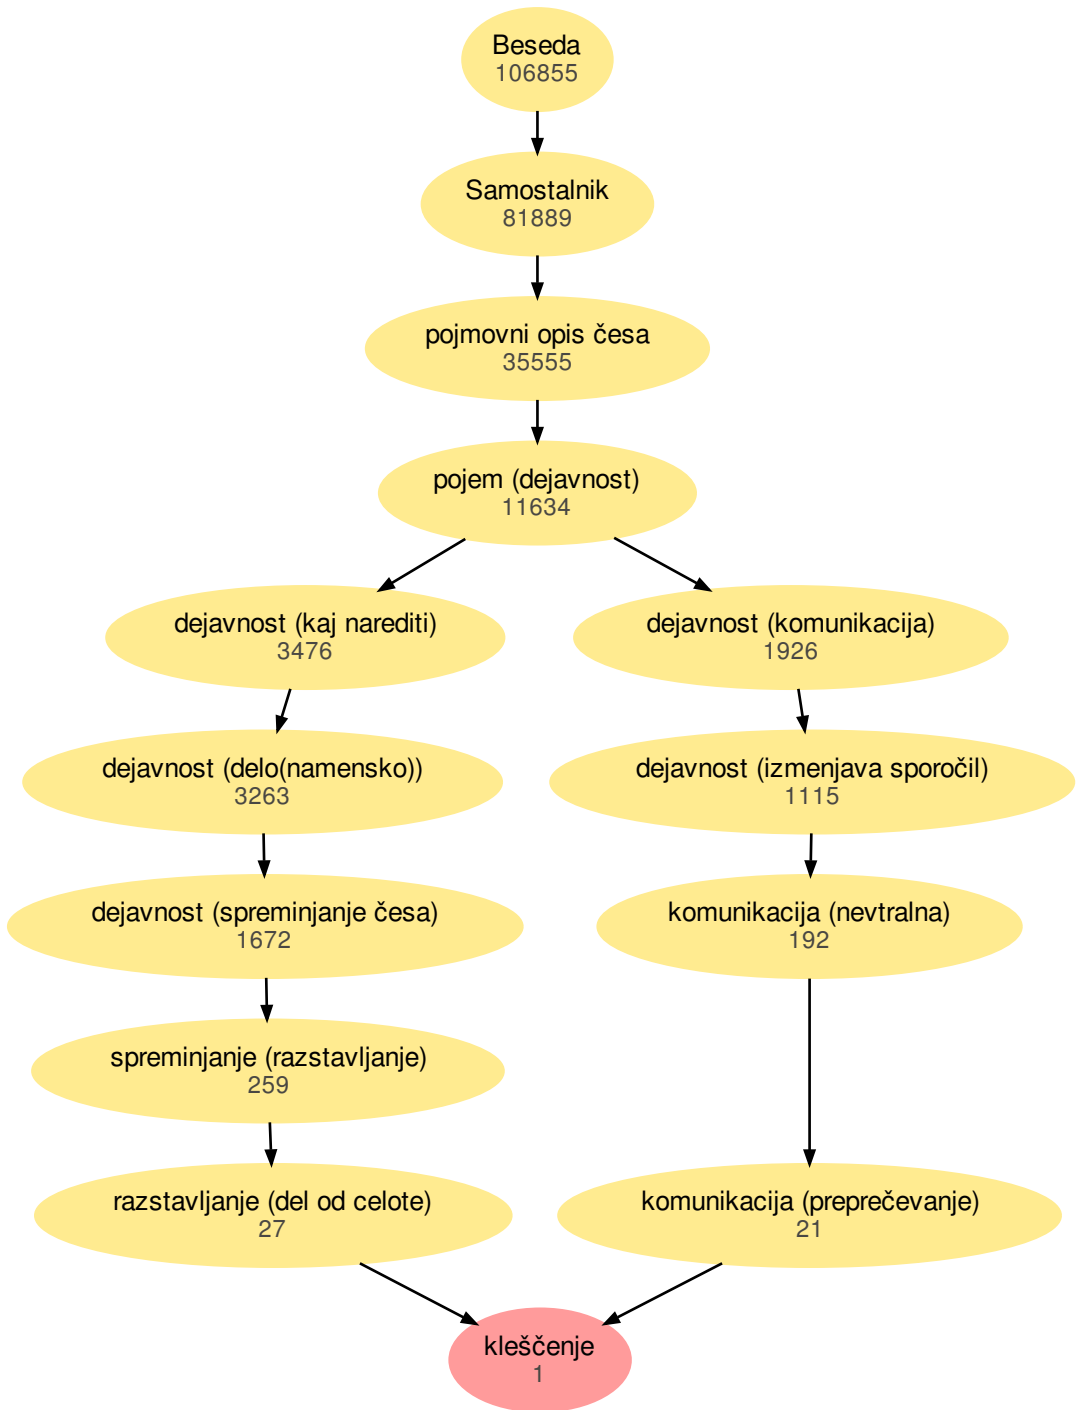 Beseda
106855
Samostalnik
81889
pojmovni opis česa
35555
pojem (dejavnost)
11634
dejavnost (kaj narediti)
3476
dejavnost (komunikacija)
1926
dejavnost (delo(namensko))
3263
dejavnost (izmenjava sporočil)
1115
dejavnost (spreminjanje česa)
1672
komunikacija (nevtralna)
192
spreminjanje (razstavljanje)
259
razstavljanje (del od celote)
27
komunikacija (preprečevanje)
21
kleščenje
1